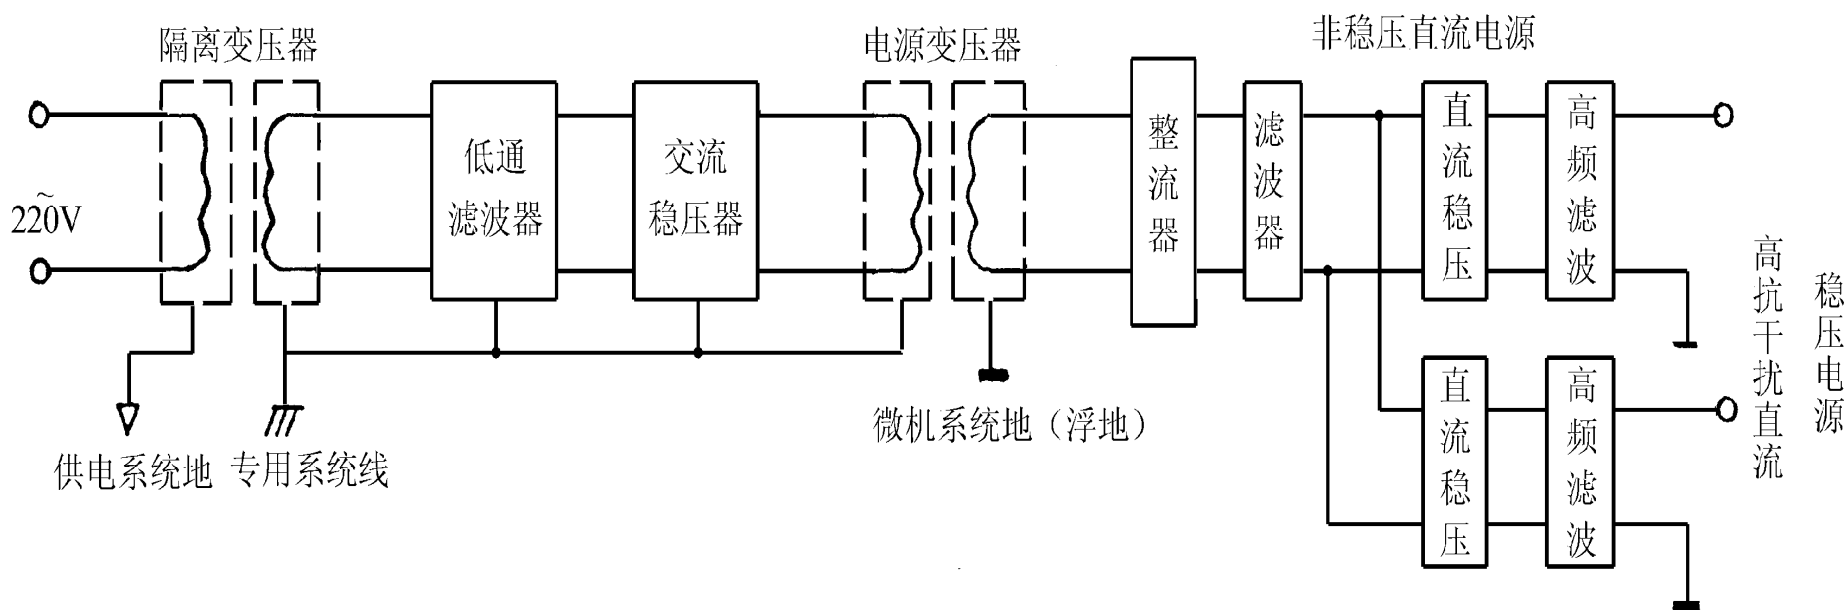 隔离变压器
电源变压器
非稳压直流电源
220V
~
低通
滤波器
交流
稳压器
整流器
滤波器
直流稳压
高频滤波
直流稳压
高频滤波
高抗干扰直流
稳压电源
微机系统地（浮地）
供电系统地
专用系统线